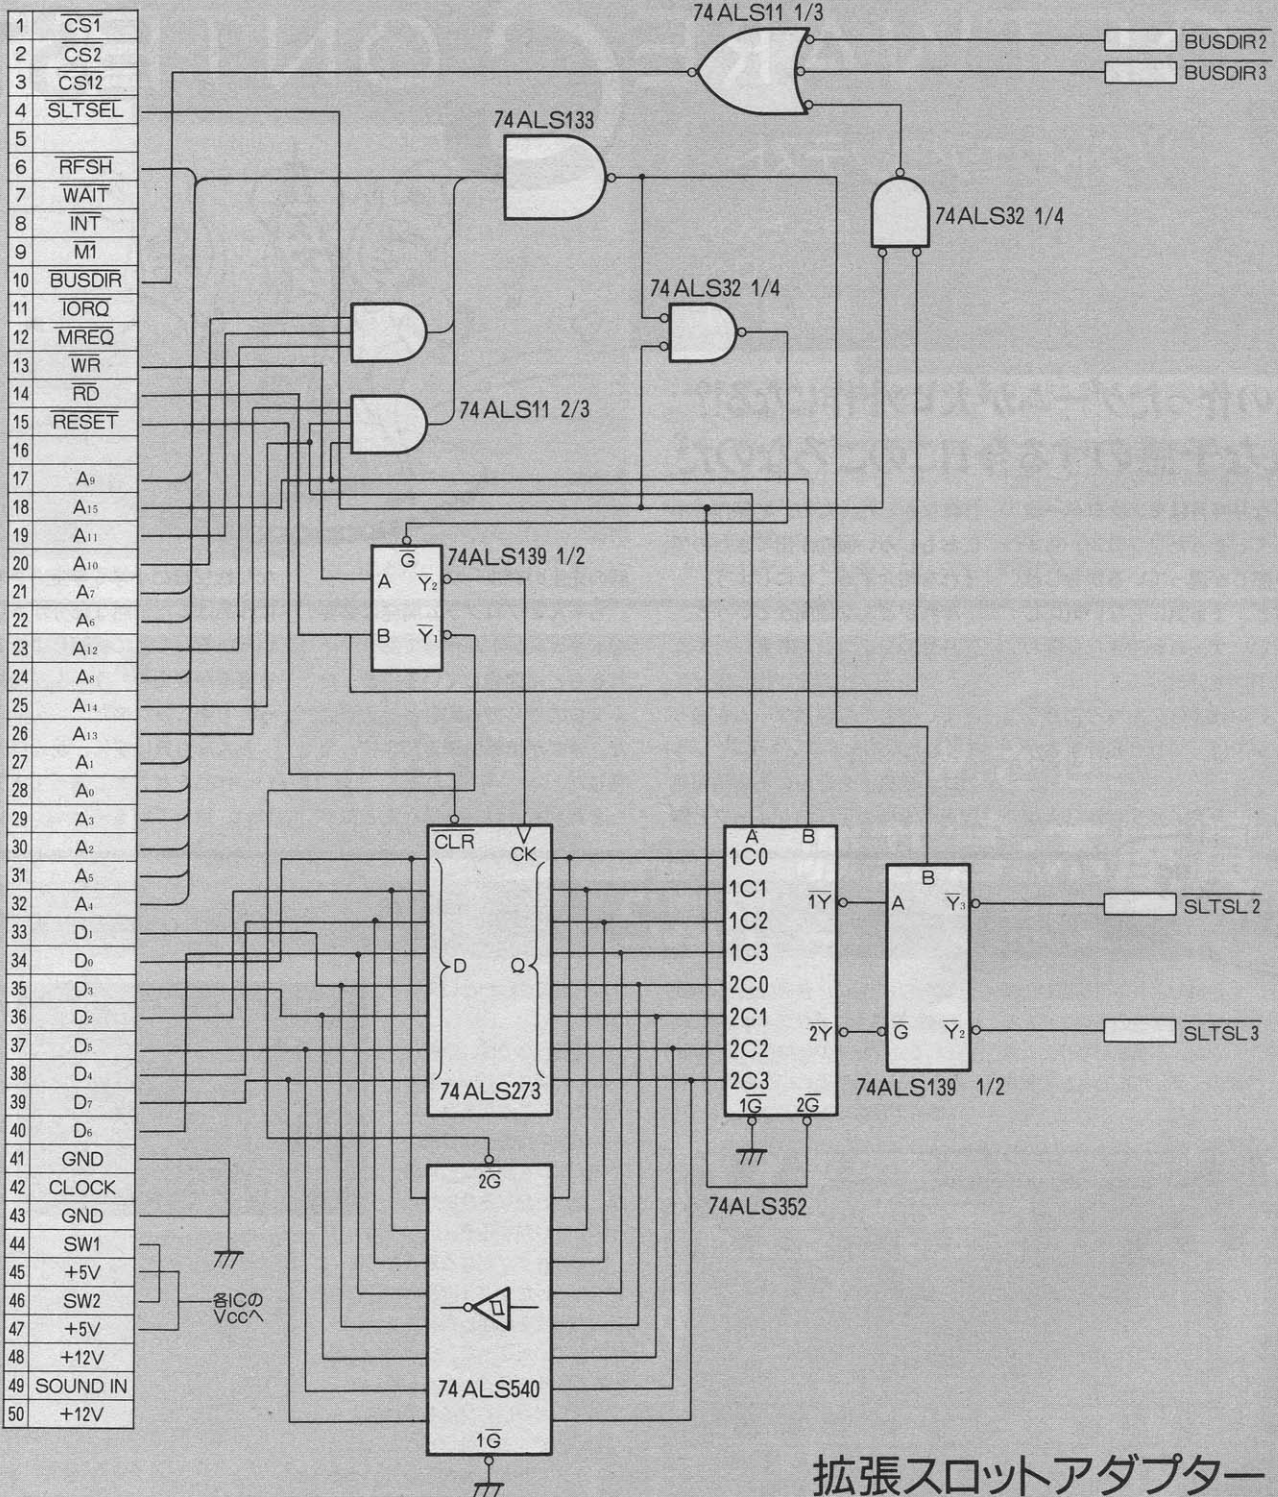 1 CS1
2 CS2
3 CS12
4 SLTSEL
5
6 RFSH
7 WAIT
8 INT
9 M1
10 BUSDIR
11 IORQ
12 MREQ
13 WR
14 RD
15 RESET
16
17 A9
18 A15
19 A11
20 A10
21 A7
22 A6
23 A12
24 A8
25 A14
26 A13
27 A1
28 A0
29 A3
30 A2
31 A5
32 A4
33 D1
34 D0
35 D3
36 D2
37 D5
38 D4
39 D7
40 D6
41 GND
42 CLOCK
43 GND
44 SW1
45 +5V
46 SW2
47 +5V
48 +12V
49 SOUND IN
50 +12V
各ICの
Vccへ
74ALS11 1/3
BUSDIR2
BUSDIR3
74ALS133
74ALS32 1/4
74ALS32 1/4
74ALS11 2/3
74ALS139 1/2
G
A Y2
B Y1
CLR CK
D Q
74ALS273
A B
1C0
1C1
1C2
1C3
2C0
2C1
2C2
2C3
1Y
2Y
1G 2G
74ALS352
B
A Y3
G Y2
74ALS139 1/2
SLTSL2
SLTSL3
2G
74ALS540
1G
拡張スロットアダプター